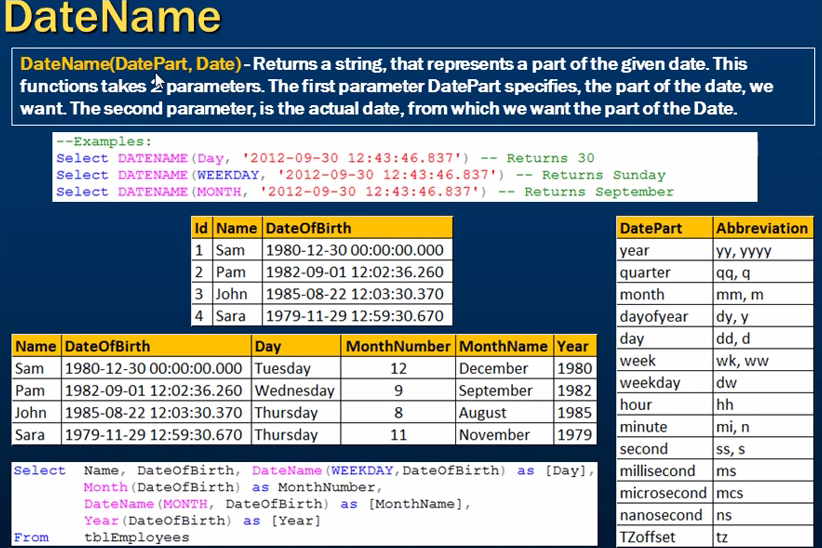 DateName
DateName(DatePart, Date) - Returns a string, that represents a part of the given date. This
functions takes 2 parameters. The first parameter DatePart specifies, the part of the date, we
want. The second parameter, is the actual date, from which we want the part of the Date.
--Examples:
Select DATENAME(Day, '2012-09-30 12:43:46.837') -- Returns 30
Select DATENAME(WEEKDAY, '2012-09-30 12:43:46.837') -- Returns Sunday
Select DATENAME(MONTH, '2012-09-30 12:43:46.837') -- Returns September
Id Name DateOfBirth
1 Sam 1980-12-30 00:00:00.000
2 Pam 1982-09-01 12:02:36.260
3 John 1985-08-22 12:03:30.370
4 Sara 1979-11-29 12:59:30.670
Name DateOfBirth Day MonthNumber MonthName Year
Sam 1980-12-30 00:00:00.000 Tuesday 12 December 1980
Pam 1982-09-01 12:02:36.260 Wednesday 9 September 1982
John 1985-08-22 12:03:30.370 Thursday 8 August 1985
Sara 1979-11-29 12:59:30.670 Thursday 11 November 1979
Select Name, DateOfBirth, DateName(WEEKDAY,DateOfBirth) as [Day],
Month(DateOfBirth) as MonthNumber,
DateName(MONTH, DateOfBirth) as [MonthName],
Year(DateOfBirth) as [Year]
From tblEmployees
DatePart Abbreviation
year yy, yyyy
quarter qq, q
month mm, m
dayofyear dy, y
day dd, d
week wk, ww
weekday dw
hour hh
minute mi, n
second ss, s
millisecond ms
microsecond mcs
nanosecond ns
TZoffset tz